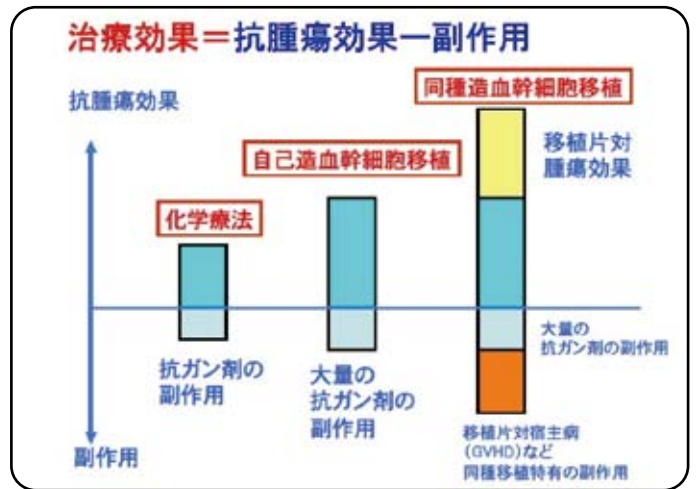 治療効果＝抗腫瘍効果ー副作用
抗腫瘍効果
同種造血幹細胞移植
移植片対
腫瘍効果
自己造血幹細胞移植
化学療法
大量の
抗ガン剤の副作用
抗ガン剤の
副作用
大量の
抗ガン剤の
副作用
副作用
移植片対宿主病
(GVHD)など
同種移植特有の副作用